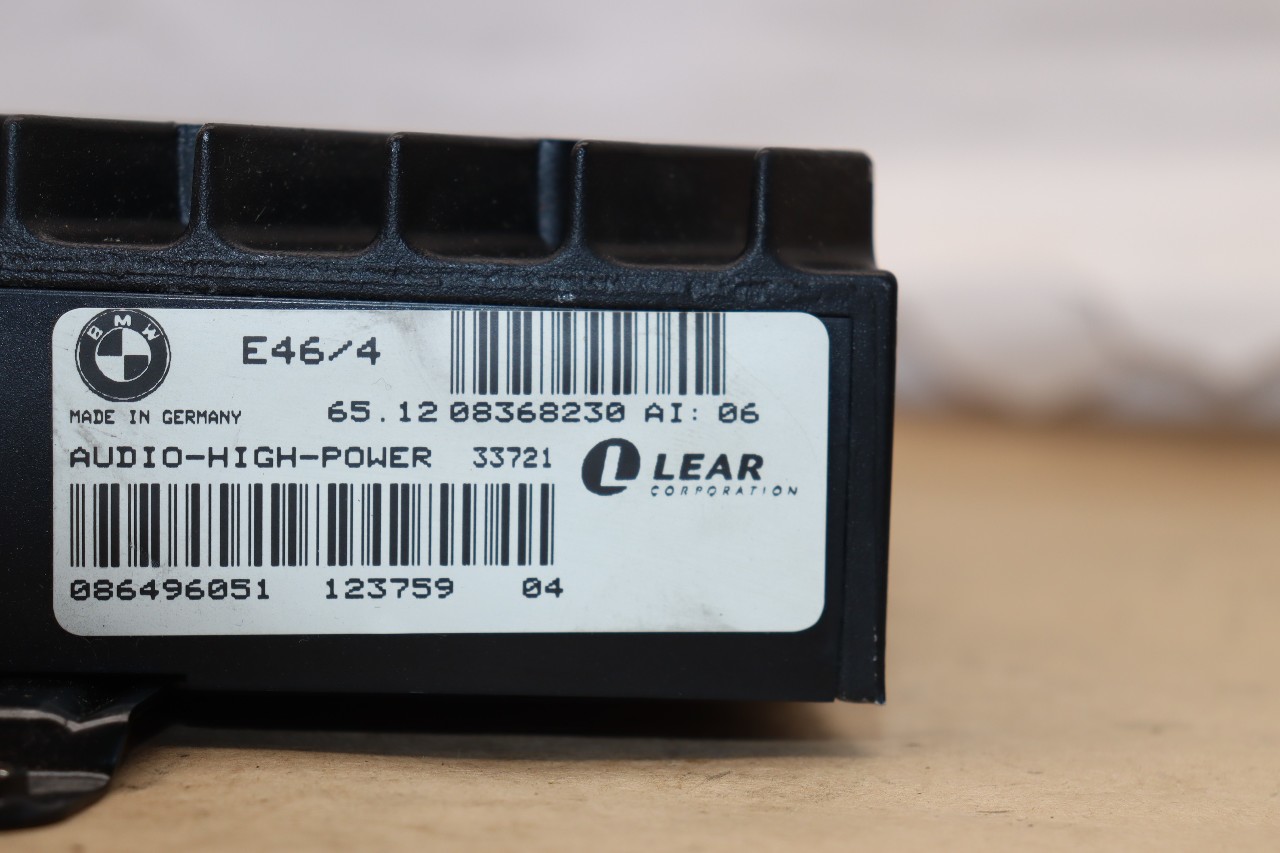 BMW
E46/4
MADE IN GERMANY
65.12 08368230 AI: 06
AUDIO-HIGH-POWER 33721
LEAR
CORPORATION
086496051 123759 04